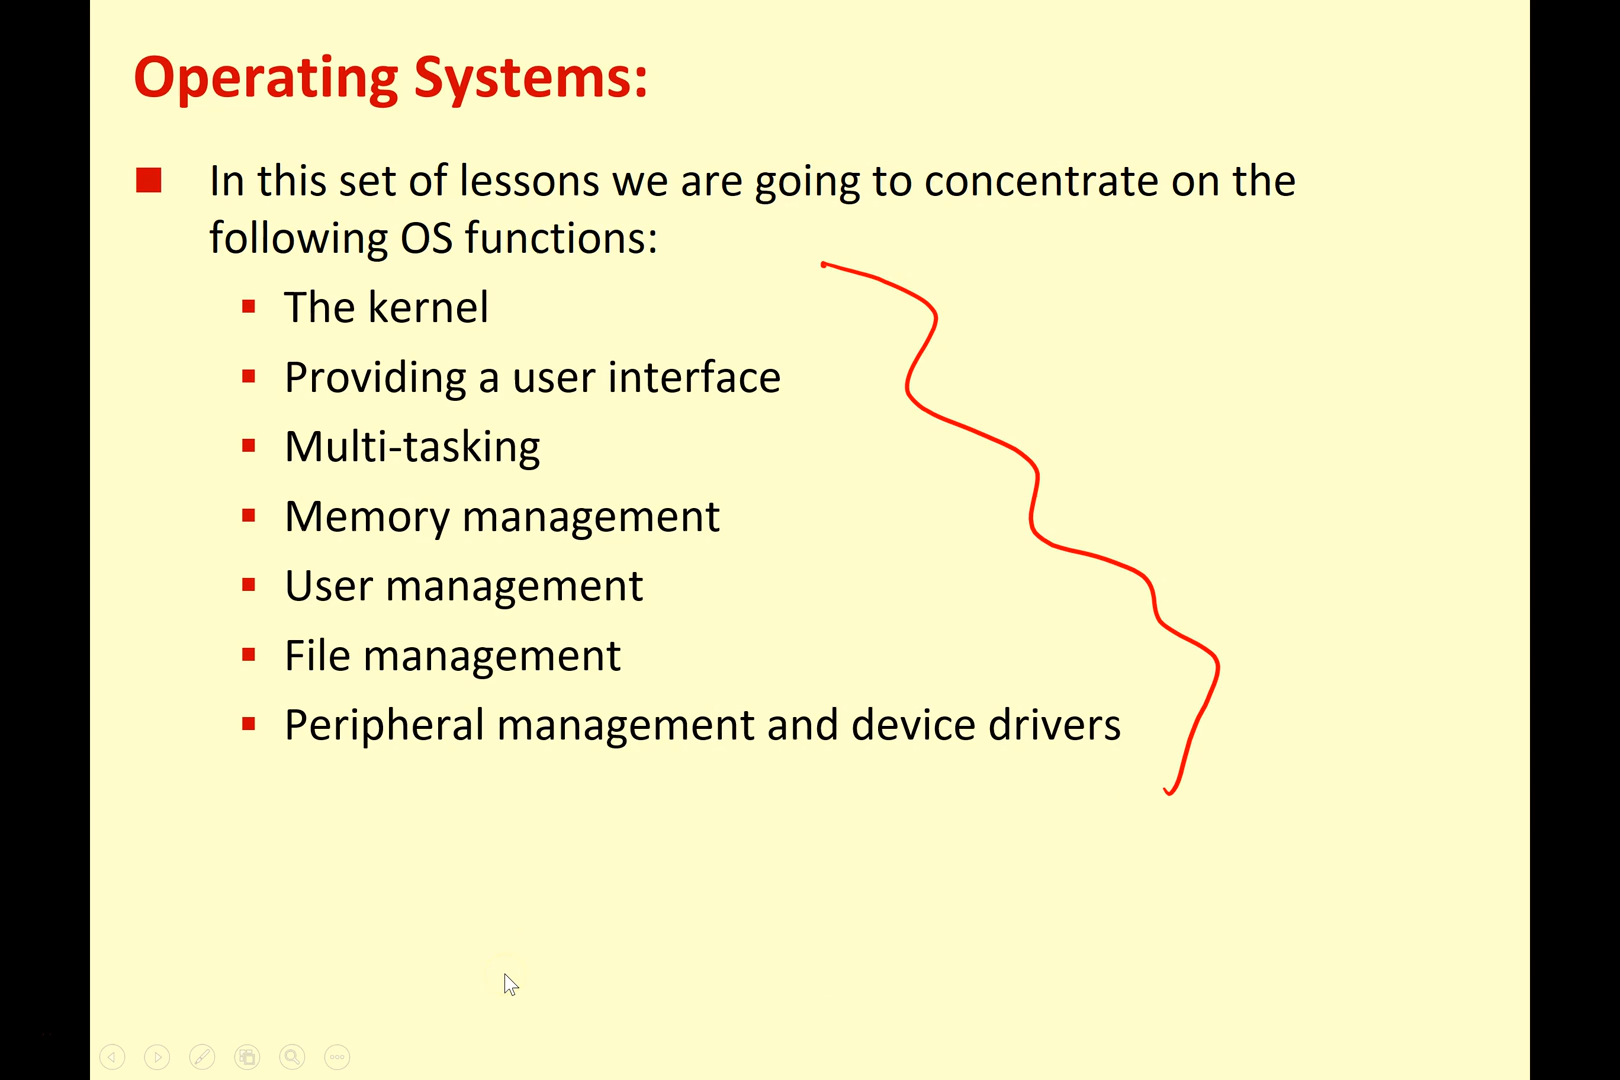 Operating Systems:
In this set of lessons we are going to concentrate on the
following OS functions:
The kernel
Providing a user interface
Multi-tasking
Memory management
User management
File management
Peripheral management and device drivers